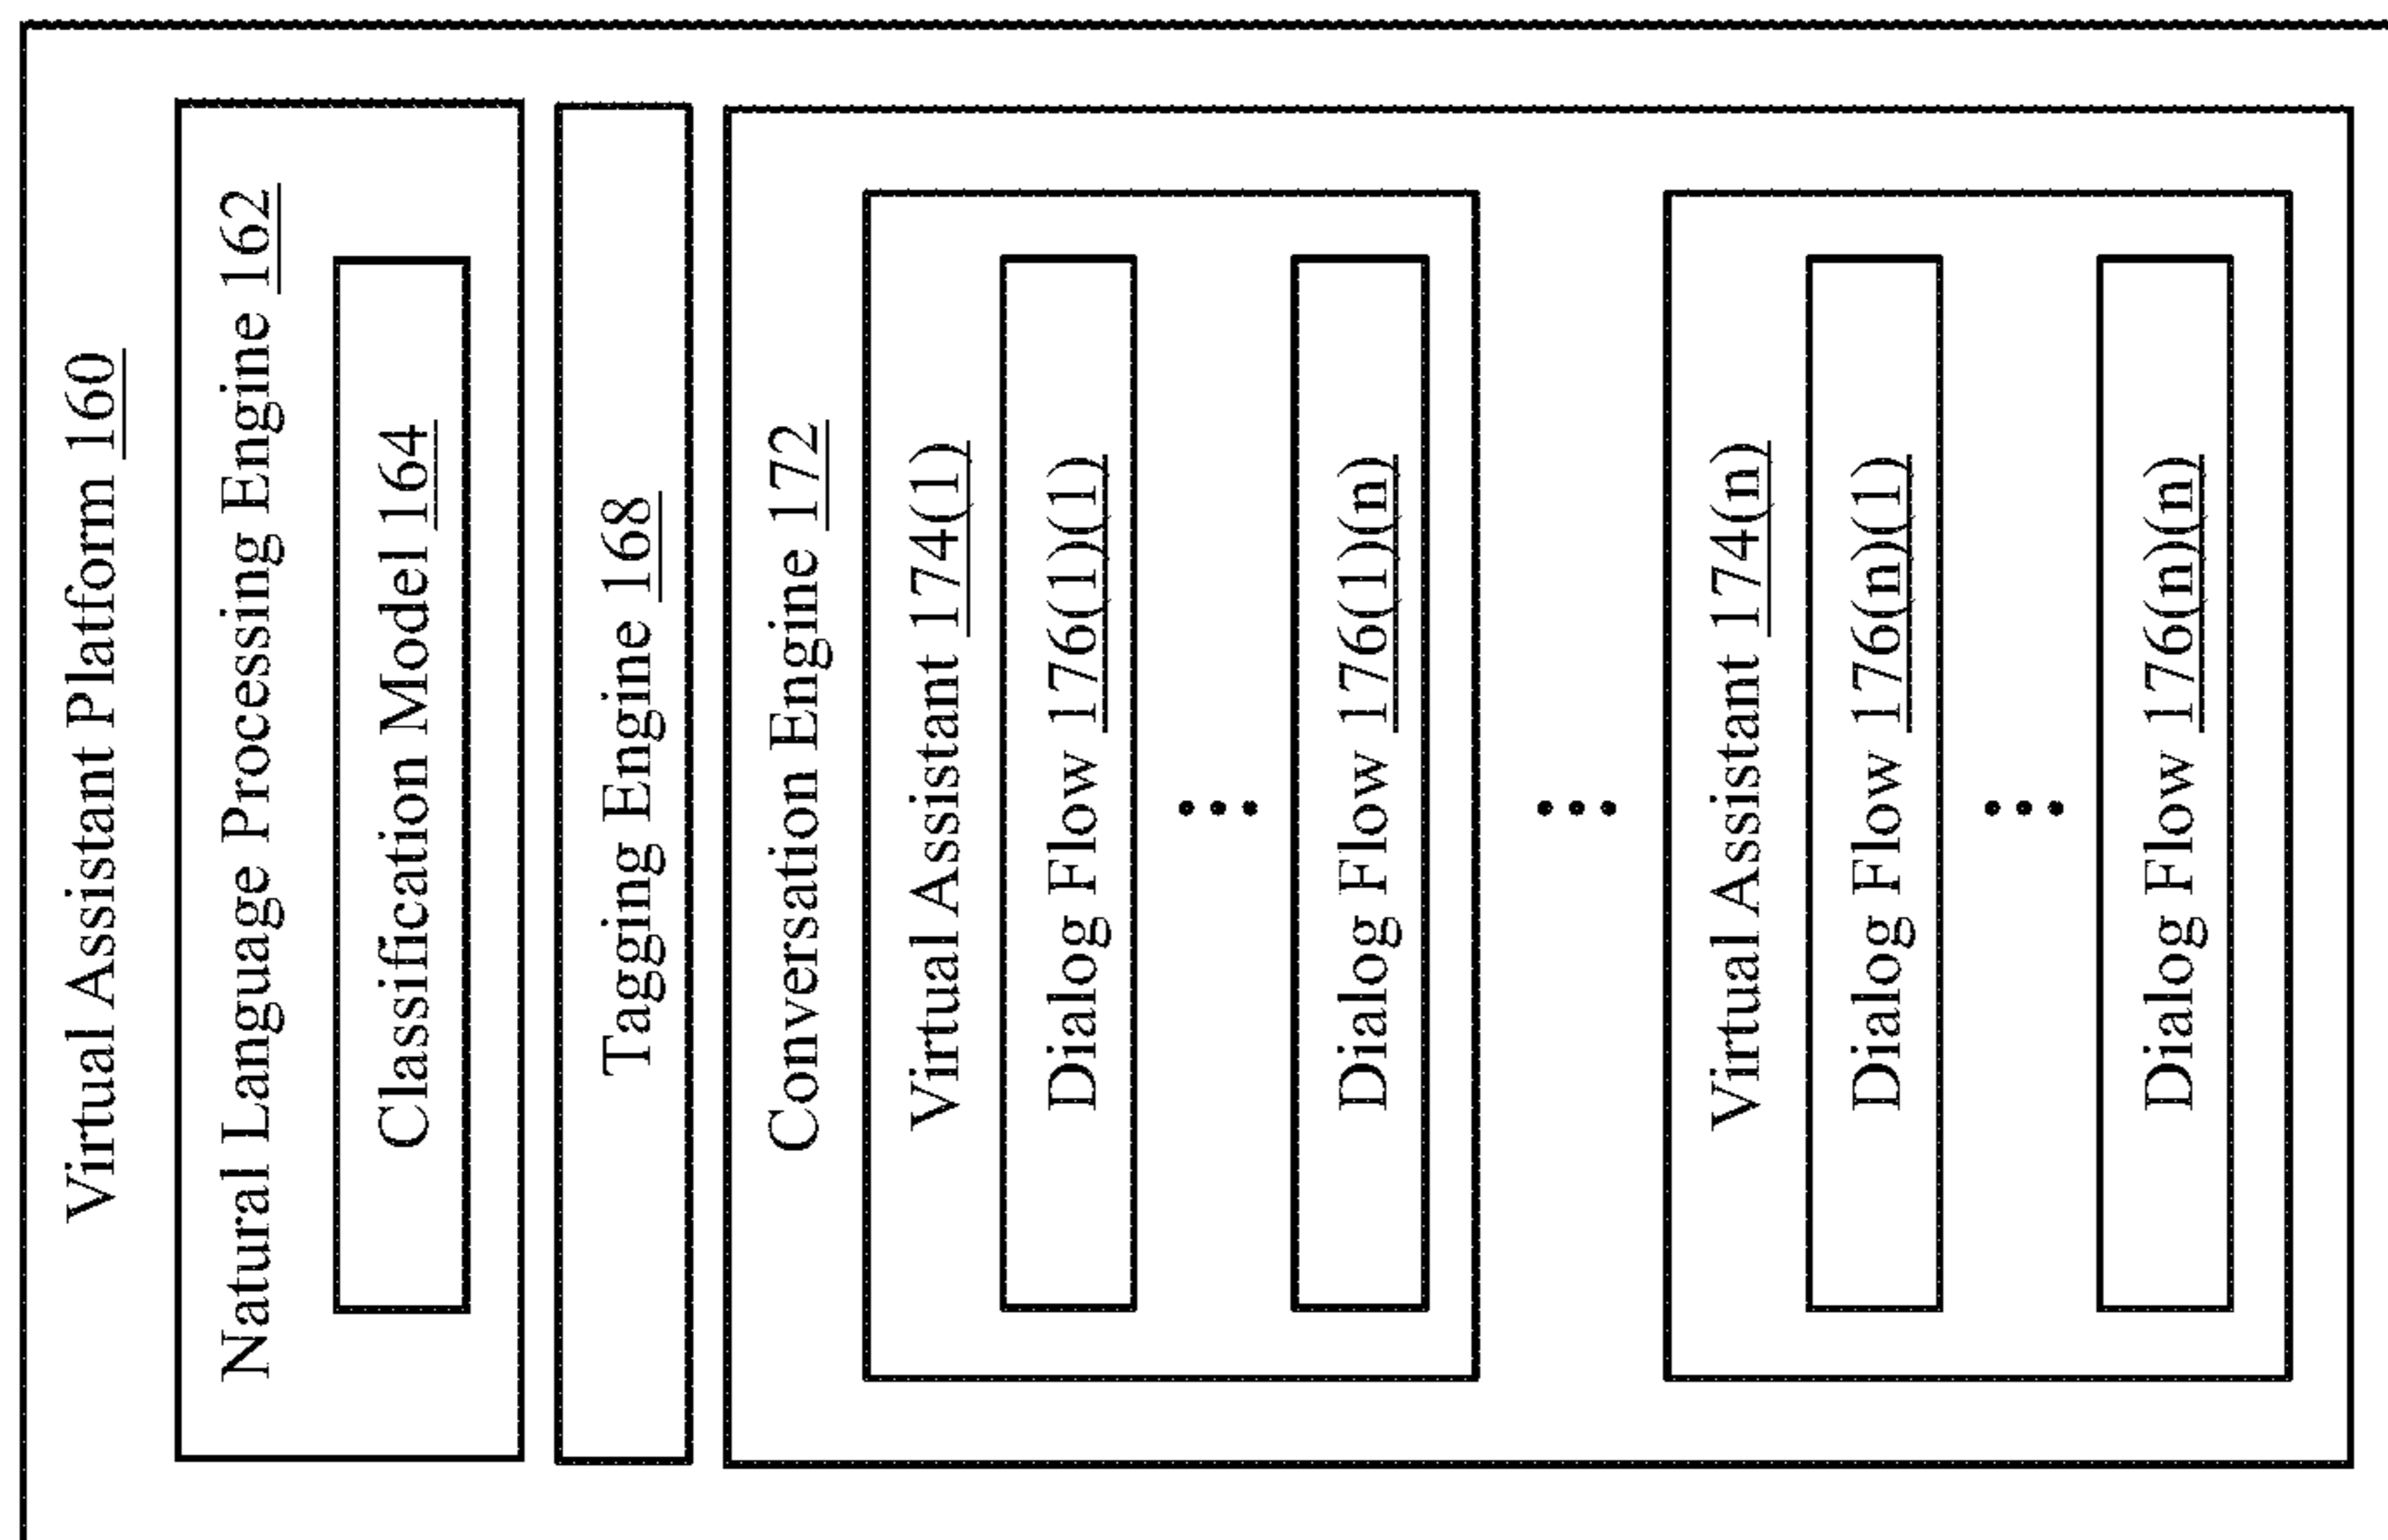 Virtual Assistant Platform 160
Natural Language Processing Engine 162
Classification Model 164
Tagging Engine 168
Conversation Engine 172
Virtual Assistant 174(1)
Dialog Flow 176(1)(1)
Dialog Flow 176(1)(n)
Virtual Assistant 174(n)
Dialog Flow 176(n)(1)
Dialog Flow 176(n)(n)